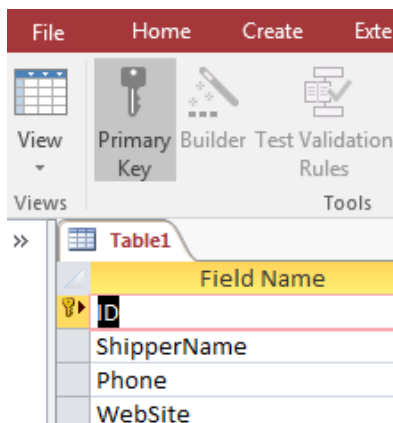 File Home Create Exte
View Primary Key Builder Test Validation Rules
Views Tools
Table1
Field Name
ID
ShipperName
Phone
WebSite